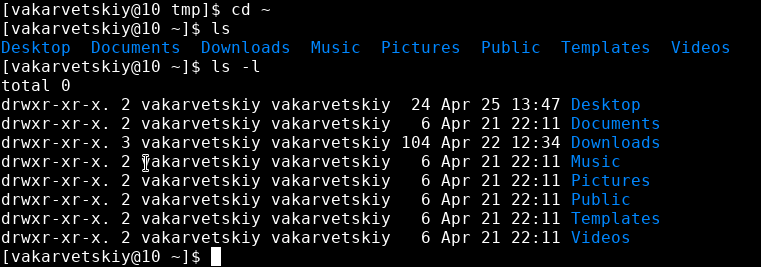 [vakarvetskiy@10 tmp]$ cd ~
[vakarvetskiy@10 ~]$ ls
Desktop  Documents  Downloads  Music  Pictures  Public  Templates  Videos
[vakarvetskiy@10 ~]$ ls -l
total 0
drwxr-xr-x. 2 vakarvetskiy vakarvetskiy  24 Apr 25 13:47 Desktop
drwxr-xr-x. 2 vakarvetskiy vakarvetskiy   6 Apr 21 22:11 Documents
drwxr-xr-x. 3 vakarvetskiy vakarvetskiy 104 Apr 22 12:34 Downloads
drwxr-xr-x. 2 vakarvetskiy vakarvetskiy   6 Apr 21 22:11 Music
drwxr-xr-x. 2 vakarvetskiy vakarvetskiy   6 Apr 21 22:11 Pictures
drwxr-xr-x. 2 vakarvetskiy vakarvetskiy   6 Apr 21 22:11 Public
drwxr-xr-x. 2 vakarvetskiy vakarvetskiy   6 Apr 21 22:11 Templates
drwxr-xr-x. 2 vakarvetskiy vakarvetskiy   6 Apr 21 22:11 Videos
[vakarvetskiy@10 ~]$